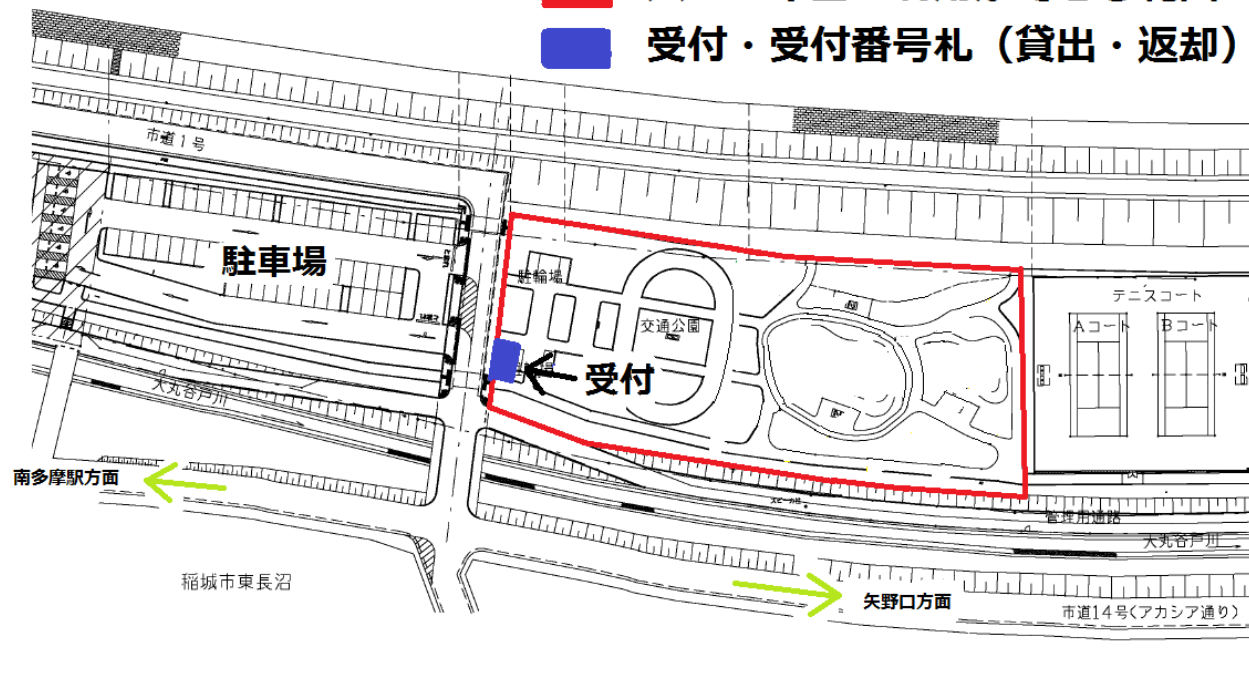 受付・受付番号札（貸出・返却）
市道1号
駐車場
駐輪場
交通公園
受付
テニスコート
Aコート
Bコート
大丸谷戸川
南多摩駅方面
管理用通路
大丸谷戸川
稲城市東長沼
矢野口方面
市道14号(アカシア通り)